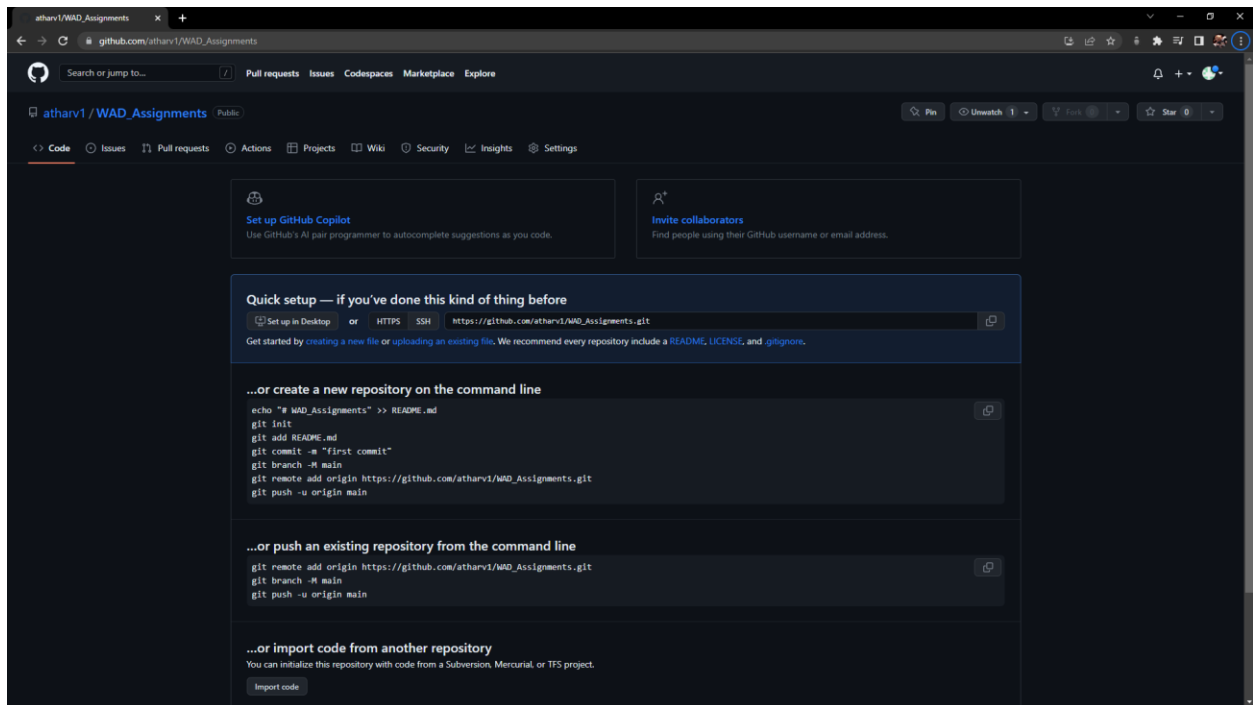 atharv1/WAD_Assignments
github.com/atharv1/WAD_Assignments
Search or jump to... /
Pull requests Issues Codespaces Marketplace Explore
atharv1 / WAD_Assignments Public
Pin Unwatch 1 Fork Star 0
Code Issues Pull requests Actions Projects Wiki Security Insights Settings
Set up GitHub Copilot
Use GitHub's AI pair programmer to autocomplete suggestions as you code.
Invite collaborators
Find people using their GitHub username or email address.
Quick setup — if you've done this kind of thing before
Set up in Desktop or HTTPS SSH https://github.com/atharv1/WAD_Assignments.git
Get started by creating a new file or uploading an existing file. We recommend every repository include a README, LICENSE, and .gitignore.
...or create a new repository on the command line
echo "# WAD_Assignments" >> README.md
git init
git add README.md
git commit -m "first commit"
git branch -M main
git remote add origin https://github.com/atharv1/WAD_Assignments.git
git push -u origin main
...or push an existing repository from the command line
git remote add origin https://github.com/atharv1/WAD_Assignments.git
git branch -M main
git push -u origin main
...or import code from another repository
You can initialize this repository with code from a Subversion, Mercurial, or TFS project.
Import code